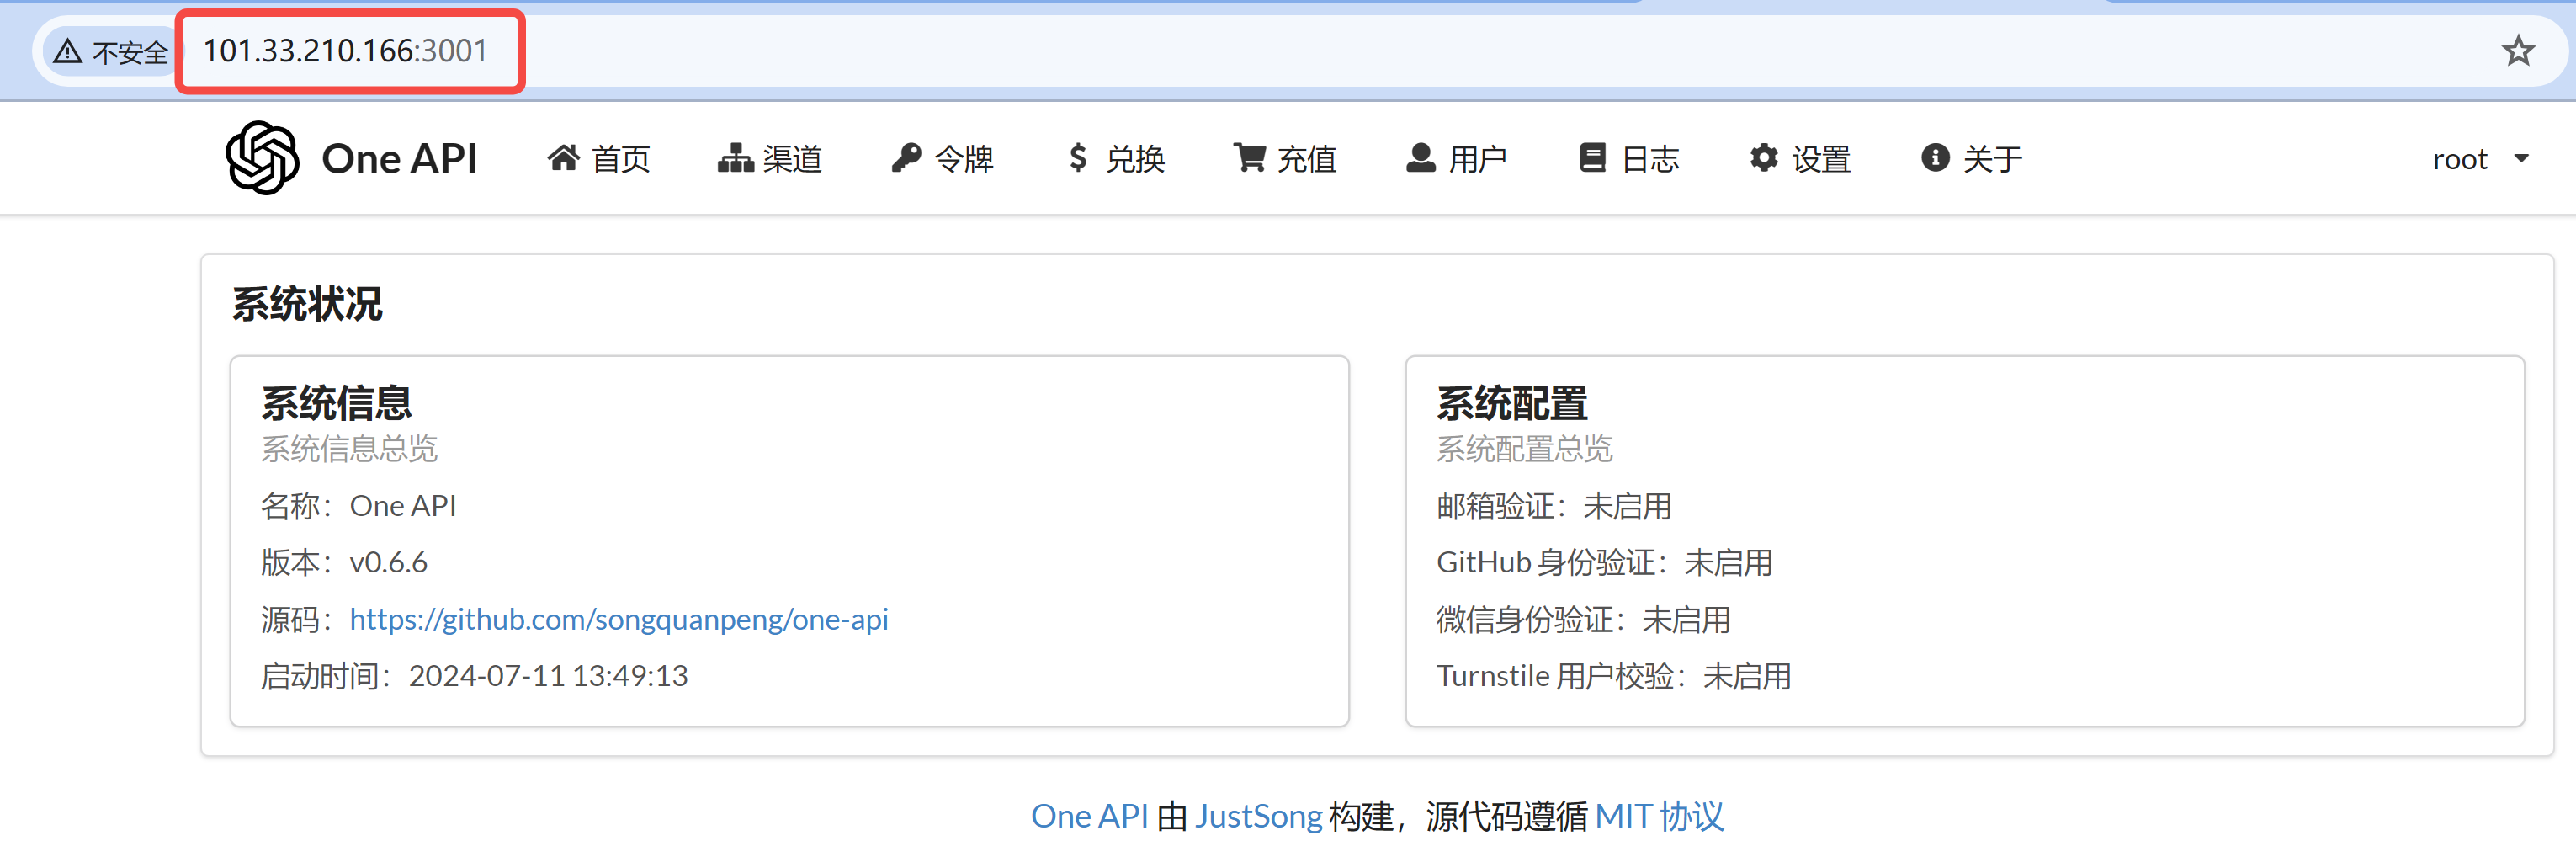 不安全 101.33.210.166:3001
One API 首页 渠道 令牌 兑换 充值 用户 日志 设置 关于 root
系统状况
系统信息
系统信息总览
名称：One API
版本：v0.6.6
源码：https://github.com/songquanpeng/one-api
启动时间：2024-07-11 13:49:13
系统配置
系统配置总览
邮箱验证：未启用
GitHub 身份验证：未启用
微信身份验证：未启用
Turnstile 用户校验：未启用
One API 由 JustSong 构建，源代码遵循 MIT 协议